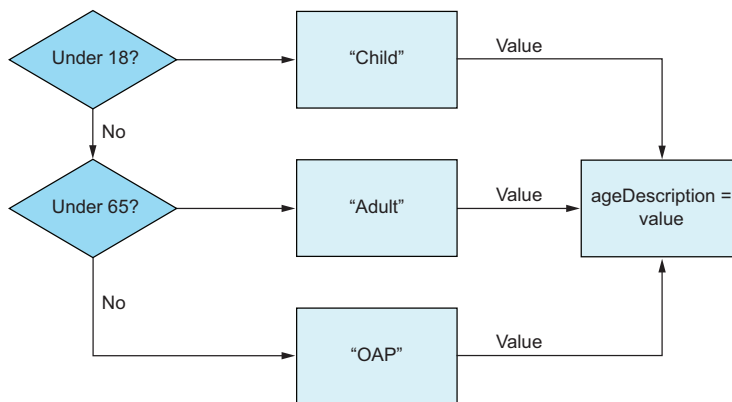 Under 18?
“Child”
Value
No
Under 65?
“Adult”
Value
ageDescription =
value
No
“OAP”
Value